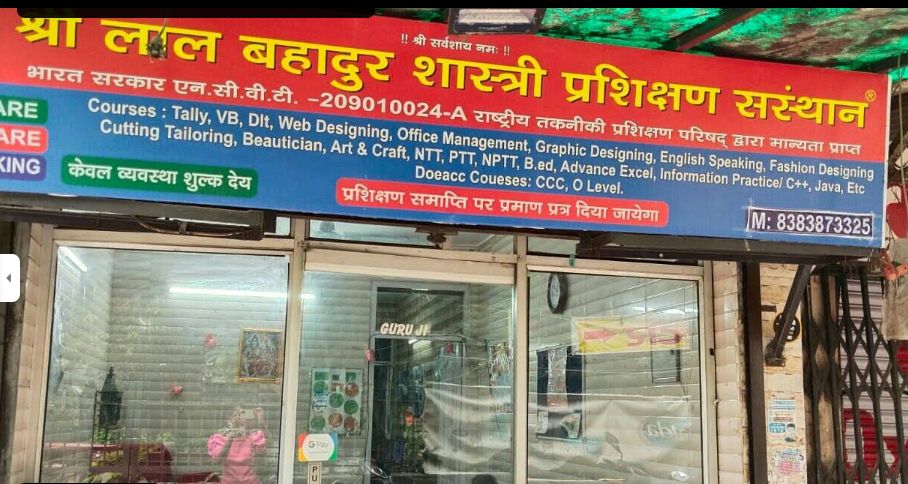 !! श्री सर्वशाय नमः !!
श्री लाल बहादुर शास्त्री प्रशिक्षण सस्ंथान®
भारत सरकार एन.सी.वी.टी. –209010024-A राष्ट्रीय तकनीकी प्रशिक्षण परिषद् द्वारा मान्यता प्राप्त
Courses : Tally, VB, Dlt, Web Designing, Office Management, Graphic Designing, English Speaking, Fashion Designing
Cutting Tailoring, Beautician, Art & Craft, NTT, PTT, NPTT, B.ed, Advance Excel, Information Practice/ C++, Java, Etc
Doeacc Coueses: CCC, O Level.
ARE
ARE
KING
केवल व्यवस्था शुल्क देय
प्रशिक्षण समाप्ति पर प्रमाण प्रत्र दिया जायेगा
M: 8383873325
GURU JI
G Pay
PU